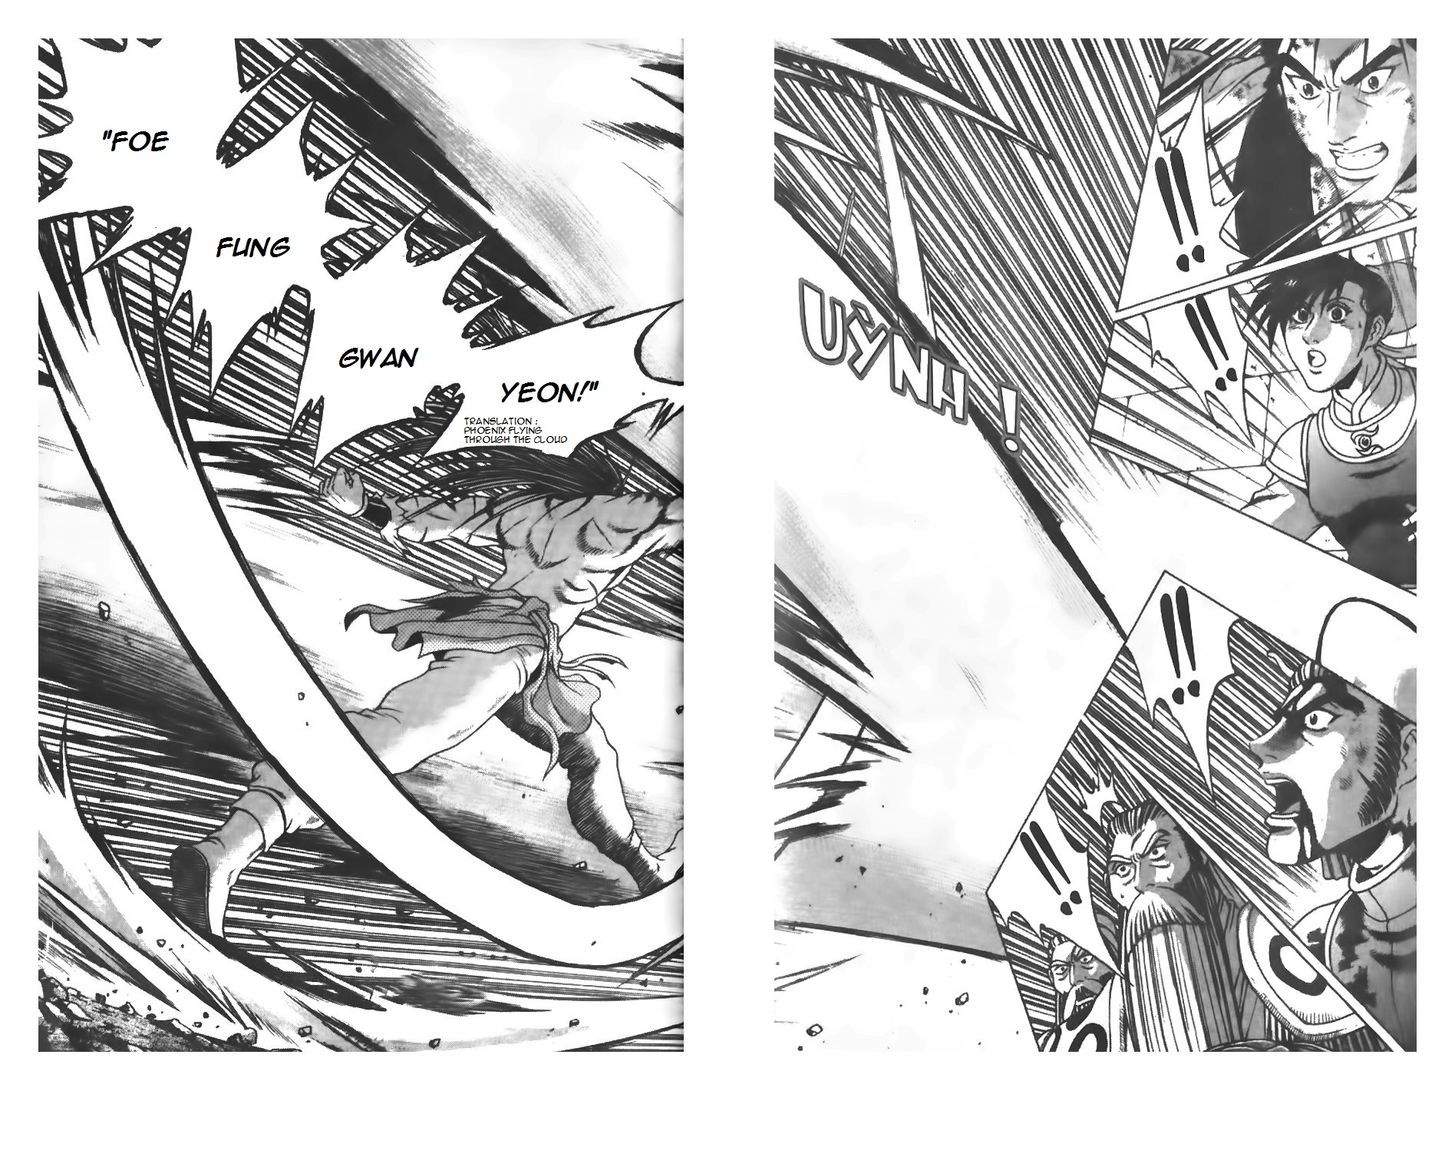 "FOE
FUNG
GWAN
YEON!"
TRANSLATION :
PHOENIX FLYING
THROUGH THE CLOUD
UỲNH !
!!
!!
!!
!!